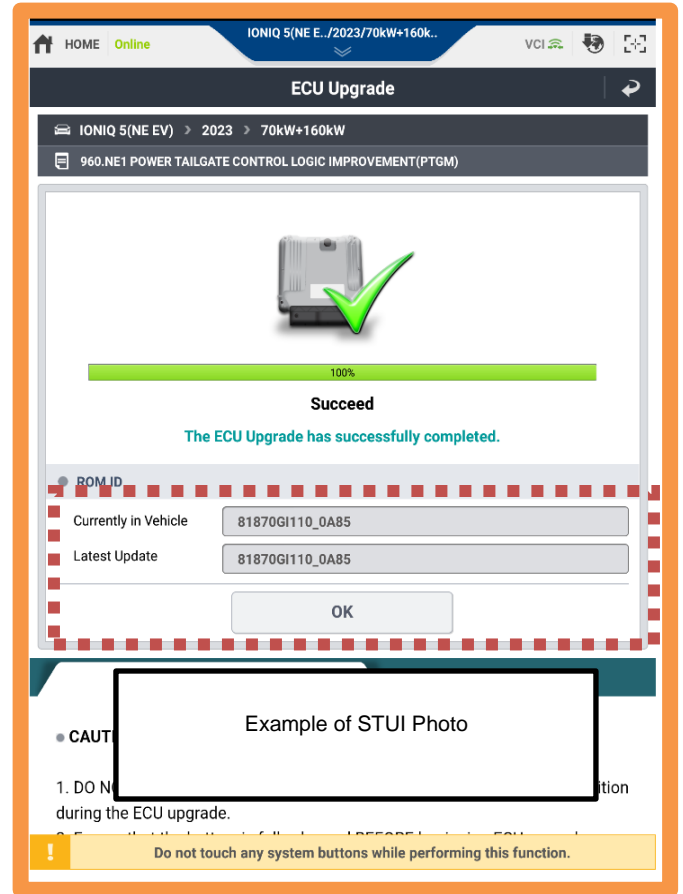 HOME Online
IONIQ 5(NE E../2023/70kW+160k..
VCI
ECU Upgrade
IONIQ 5(NE EV) > 2023 > 70kW+160kW
960.NE1 POWER TAILGATE CONTROL LOGIC IMPROVEMENT(PTGM)
100%
Succeed
The ECU Upgrade has successfully completed.
ROM ID
Currently in Vehicle 81870GI110_0A85
Latest Update 81870GI110_0A85
OK
Example of STUI Photo
CAUT
1. DO N ition
during the ECU upgrade.
Do not touch any system buttons while performing this function.